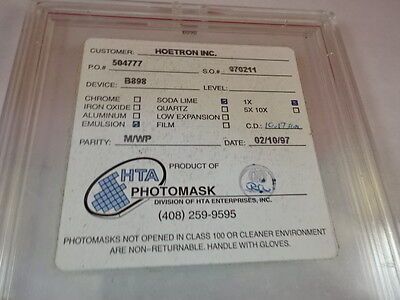 CUSTOMER: HOETRON INC.
P.O.# 504777 S.O.# 070211
DEVICE: B898 LEVEL:
CHROME SODA LIME 1X
IRON OXIDE QUARTZ 5X 10X
ALUMINUM LOW EXPANSION
EMULSION FILM C.D.:
PARITY: M/WP DATE: 02/10/97
PRODUCT OF
HTA
PHOTOMASK
DIVISION OF HTA ENTERPRISES, INC.
(408) 259-9595
PHOTOMASKS NOT OPENED IN CLASS 100 OR CLEANER ENVIRONMENT
ARE NON-RETURNABLE. HANDLE WITH GLOVES.